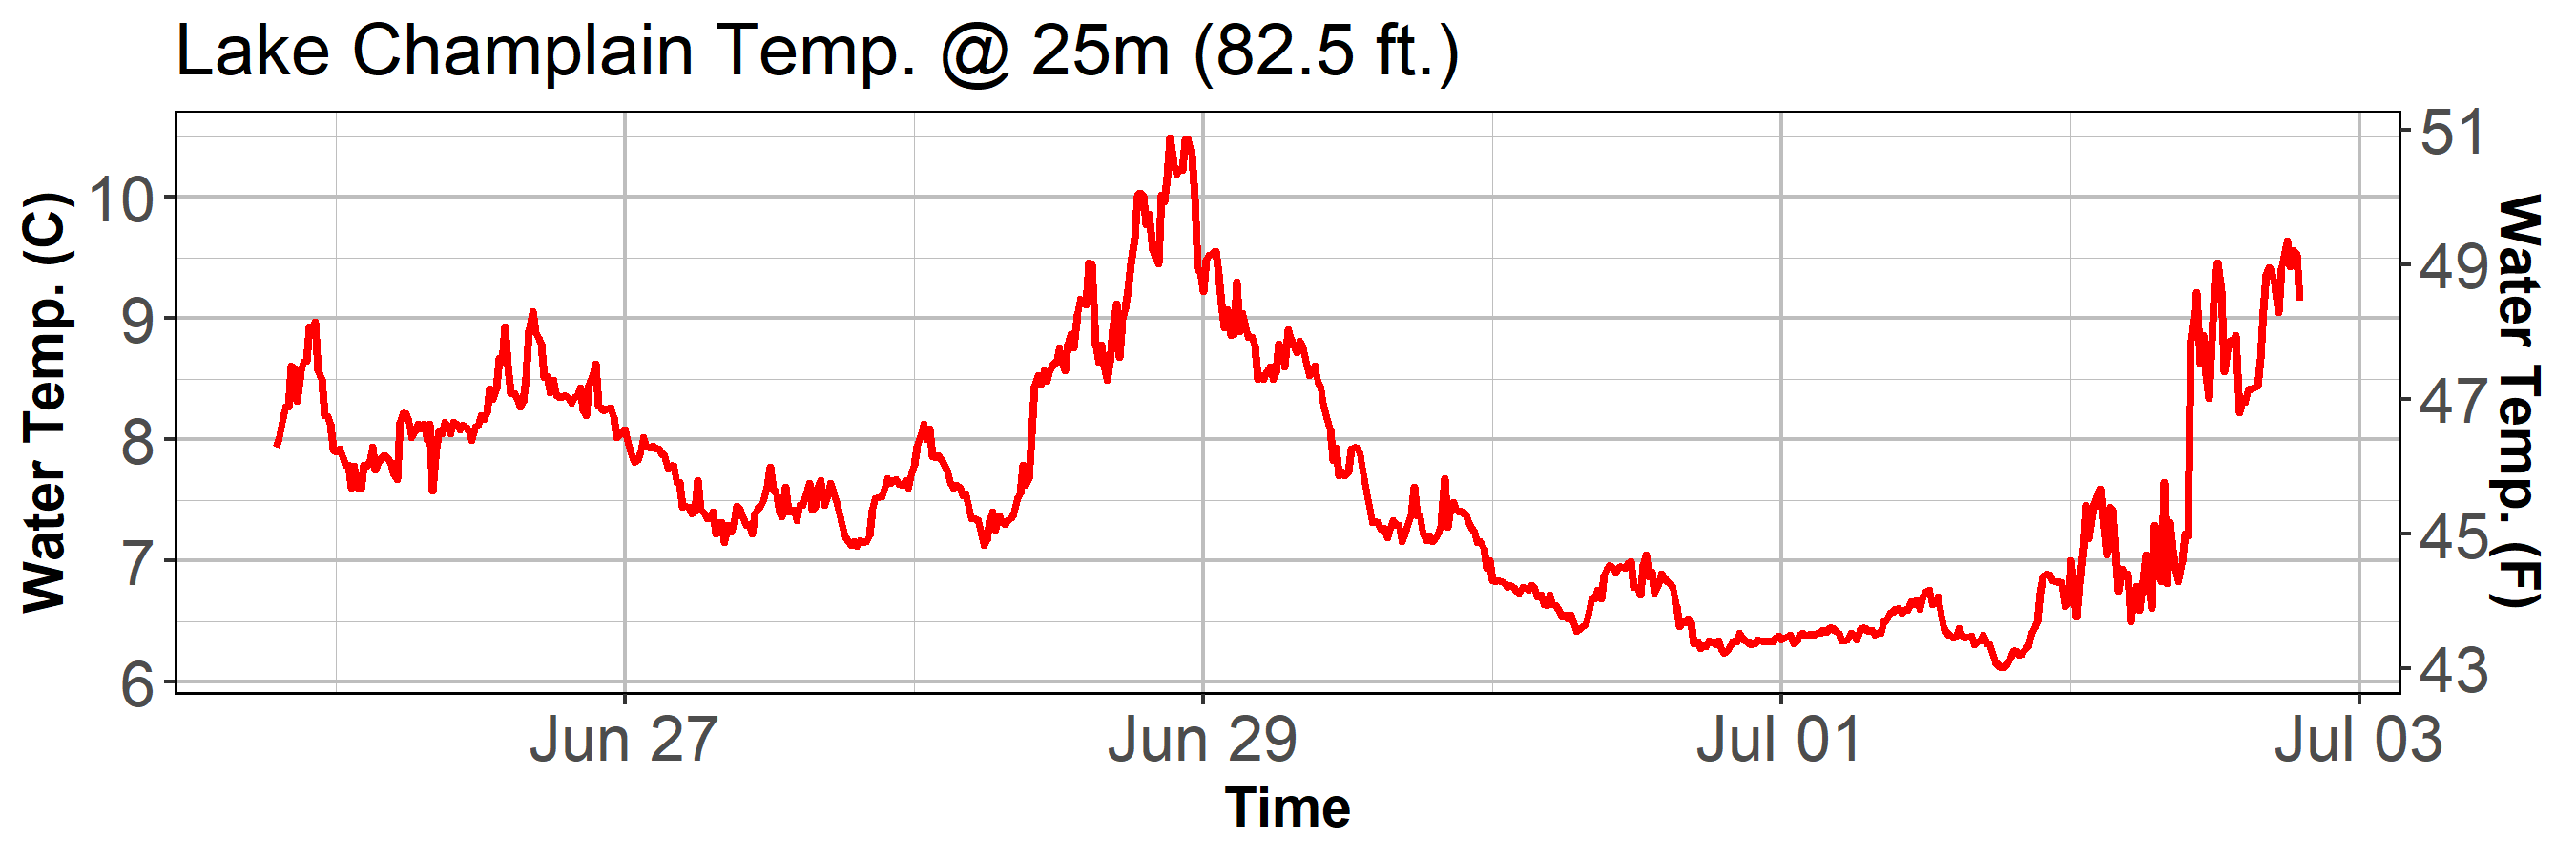 Lake Champlain Temp. @ 25m (82.5 ft.)
Water Temp. (C)
10
9
8
7
6
51
49
47
45
43
Water Temp. (F)
Jun 27
Jun 29
Jul 01
Jul 03
Time